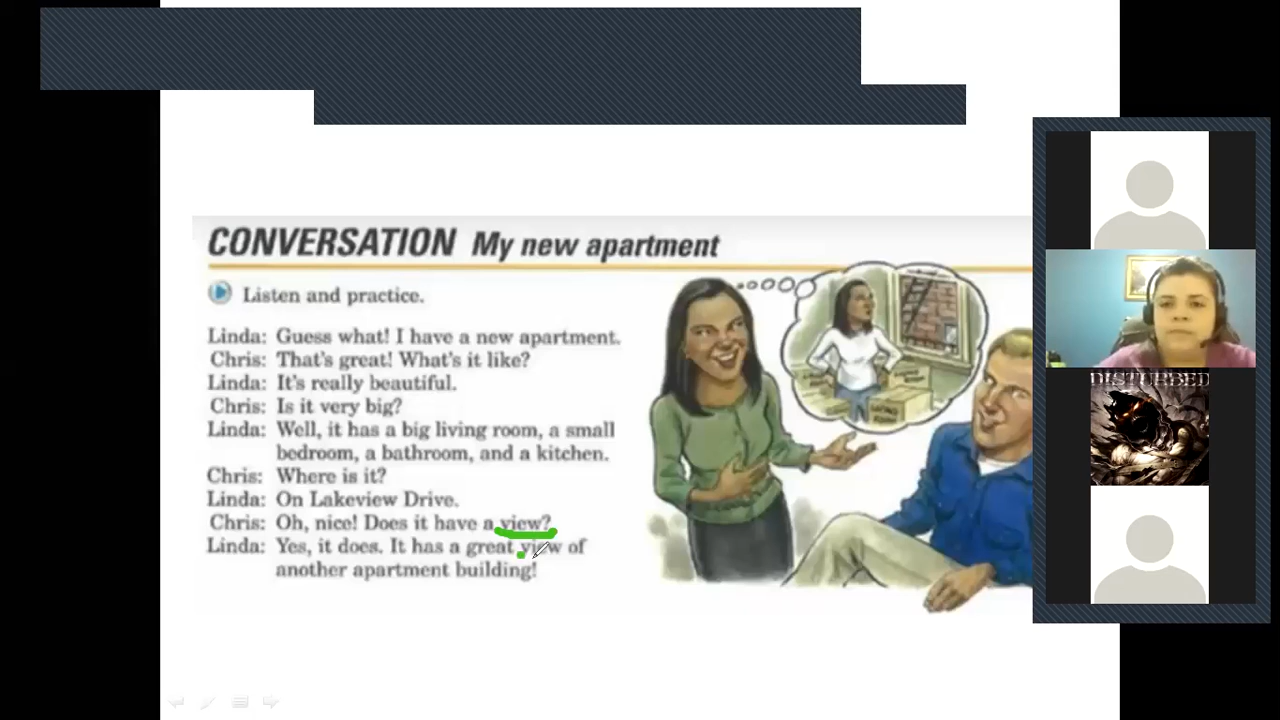 CONVERSATION My new apartment
Listen and practice.
Linda: Guess what! I have a new apartment.
Chris: That's great! What's it like?
Linda: It's really beautiful.
Chris: Is it very big?
Linda: Well, it has a big living room, a small
bedroom, a bathroom, and a kitchen.
Chris: Where is it?
Linda: On Lakeview Drive.
Chris: Oh, nice! Does it have a view?
Linda: Yes, it does. It has a great view of
another apartment building!
DISTURBED